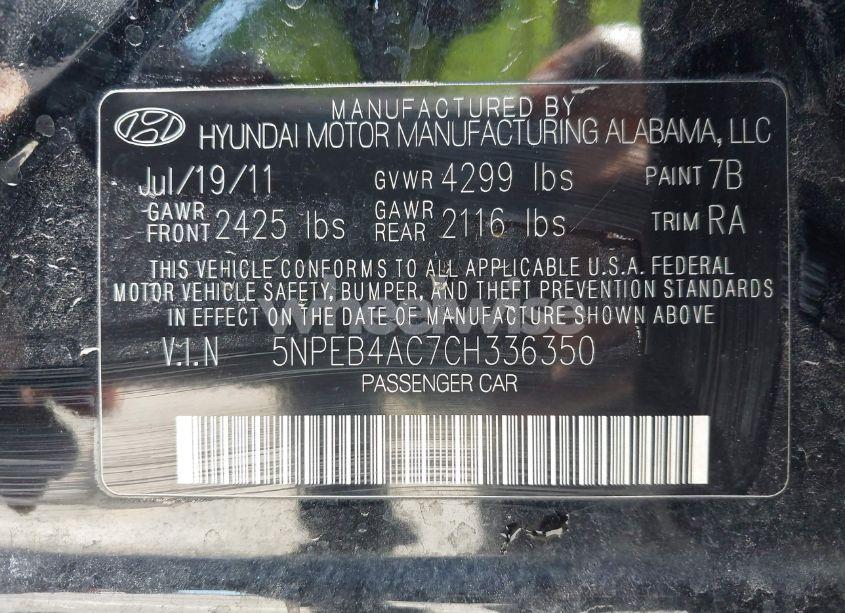 MANUFACTURED BY
HYUNDAI MOTOR MANUFACTURING ALABAMA, LLC
Jul/19/11 GVWR 4299 lbs PAINT 7B
GAWR FRONT 2425 lbs GAWR REAR 2116 lbs TRIM RA
THIS VEHICLE CONFORMS TO ALL APPLICABLE U.S.A. FEDERAL
MOTOR VEHICLE SAFETY, BUMPER, AND THEFT PREVENTION STANDARDS
IN EFFECT ON THE DATE OF MANUFACTURE SHOWN ABOVE
wheelwise
V.I.N 5NPEB4AC7CH336350
PASSENGER CAR